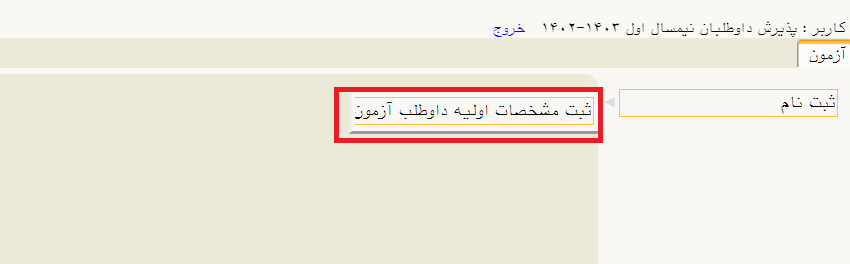 کاربر : پذیرش داوطلبان نیمسال اول ۱۴۰۳-۱۴۰۲ خروج
آزمون
ثبت نام
ثبت مشخصات اولیه داوطلب آزمون